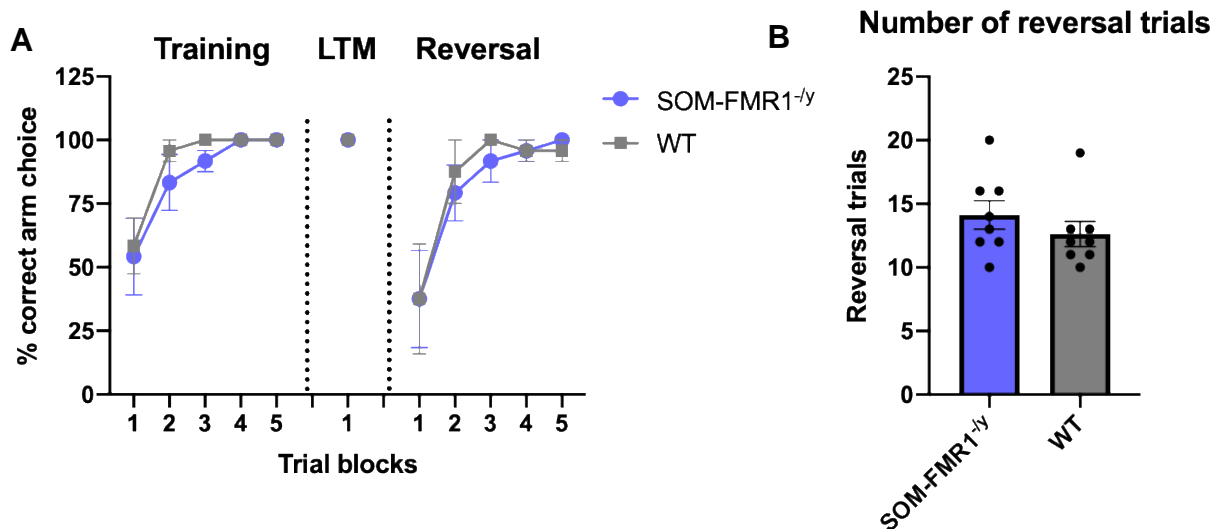 A
Training LTM Reversal
% correct arm choice
125
100
75
50
25
0
1 2 3 4 5 1 1 2 3 4 5
Trial blocks
SOM-FMR1-/y
WT
B
Number of reversal trials
Reversal trials
25
20
15
10
5
0
SOM-FMR1-/y
WT